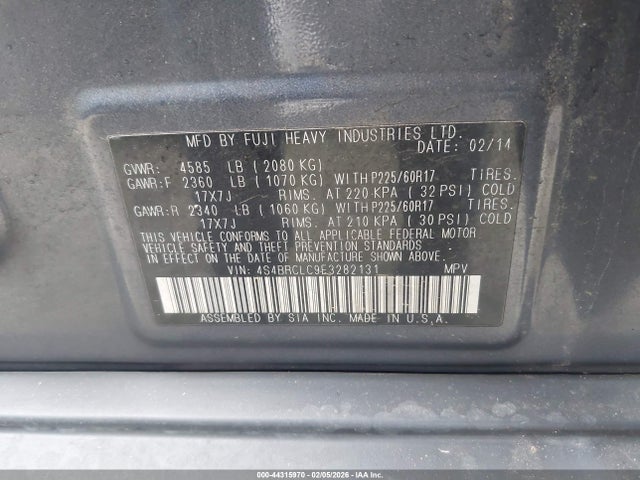 MFD BY FUJI HEAVY INDUSTRIES LTD.
DATE: 02/14
GVWR: 4585 LB ( 2080 KG)
GAWR:F 2360 LB ( 1070 KG) WITH P225/60R17 TIRES.
17X7J RIMS. AT 220 KPA ( 32 PSI) COLD
GAWR:R 2340 LB ( 1060 KG) WITH P225/60R17 TIRES.
17X7J RIMS. AT 210 KPA ( 30 PSI) COLD
THIS VEHICLE CONFORMS TO ALL APPLICABLE FEDERAL MOTOR
VEHICLE SAFETY AND THEFT PREVENTION STANDARDS
IN EFFECT ON THE DATE OF MANUFACTURE SHOWN ABOVE.
VIN: 4S4BRCLC9E3282131 MPV
ASSEMBLED BY SIA INC. MADE IN U.S.A.
000-44315970 - 02/05/2026 - IAAI